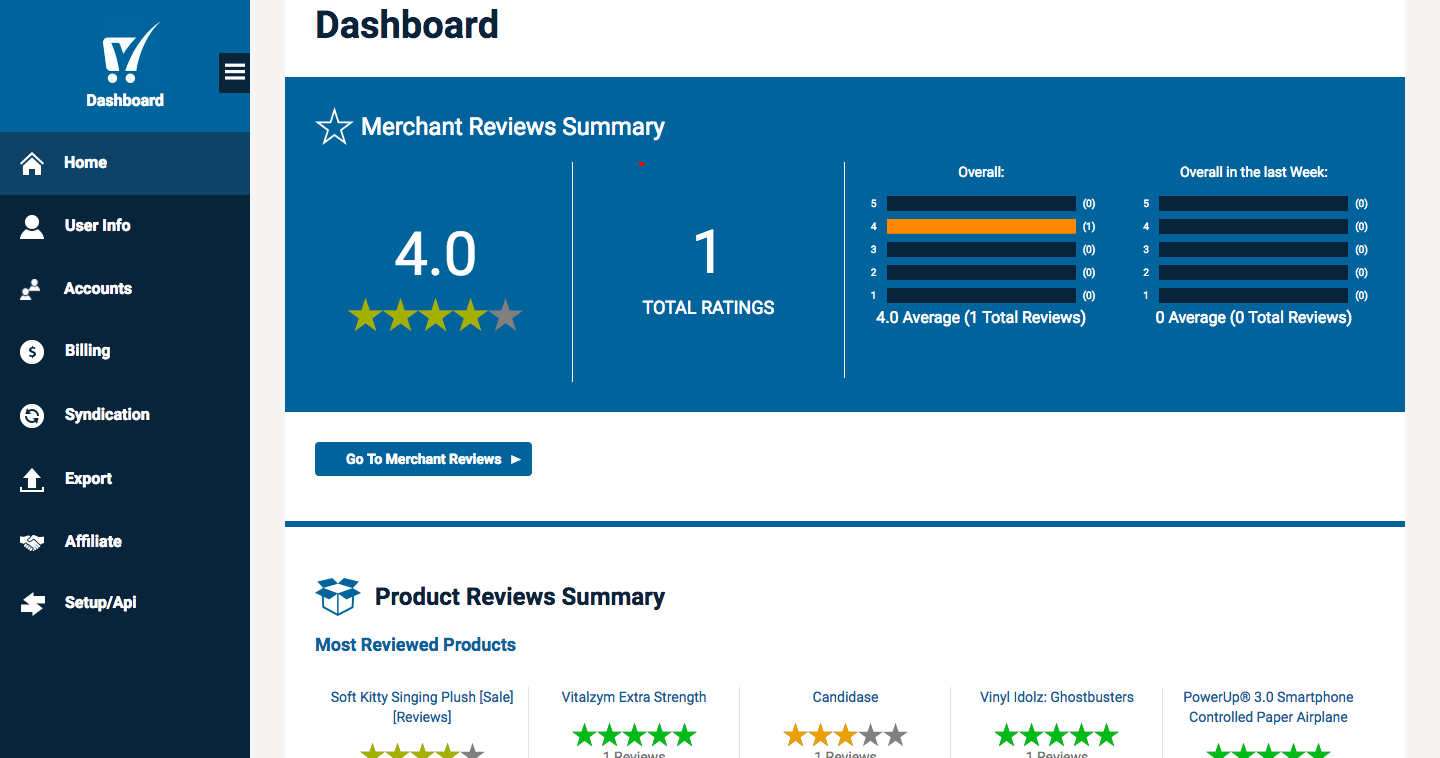 Dashboard
Home
User Info
Accounts
$
Billing
Syndication
Export
Affiliate
Setup/Api
Dashboard
Merchant Reviews Summary
4.0
1
TOTAL RATINGS
Overall:
5 (0)
4 (1)
3 (0)
2 (0)
1 (0)
4.0 Average (1 Total Reviews)
Overall in the last Week:
5 (0)
4 (0)
3 (0)
2 (0)
1 (0)
0 Average (0 Total Reviews)
Go To Merchant Reviews ►
Product Reviews Summary
Most Reviewed Products
Soft Kitty Singing Plush [Sale]
[Reviews]
Vitalzym Extra Strength
1 Reviews
Candidase
1 Reviews
Vinyl Idolz: Ghostbusters
1 Reviews
PowerUp® 3.0 Smartphone
Controlled Paper Airplane